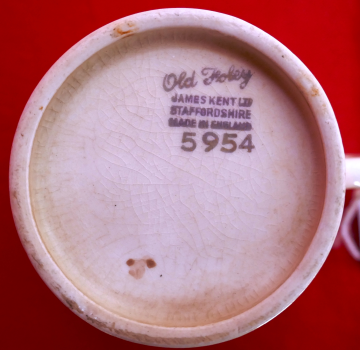 Old Foley
JAMES KENT LTD
STAFFORDSHIRE
MADE IN ENGLAND
5954